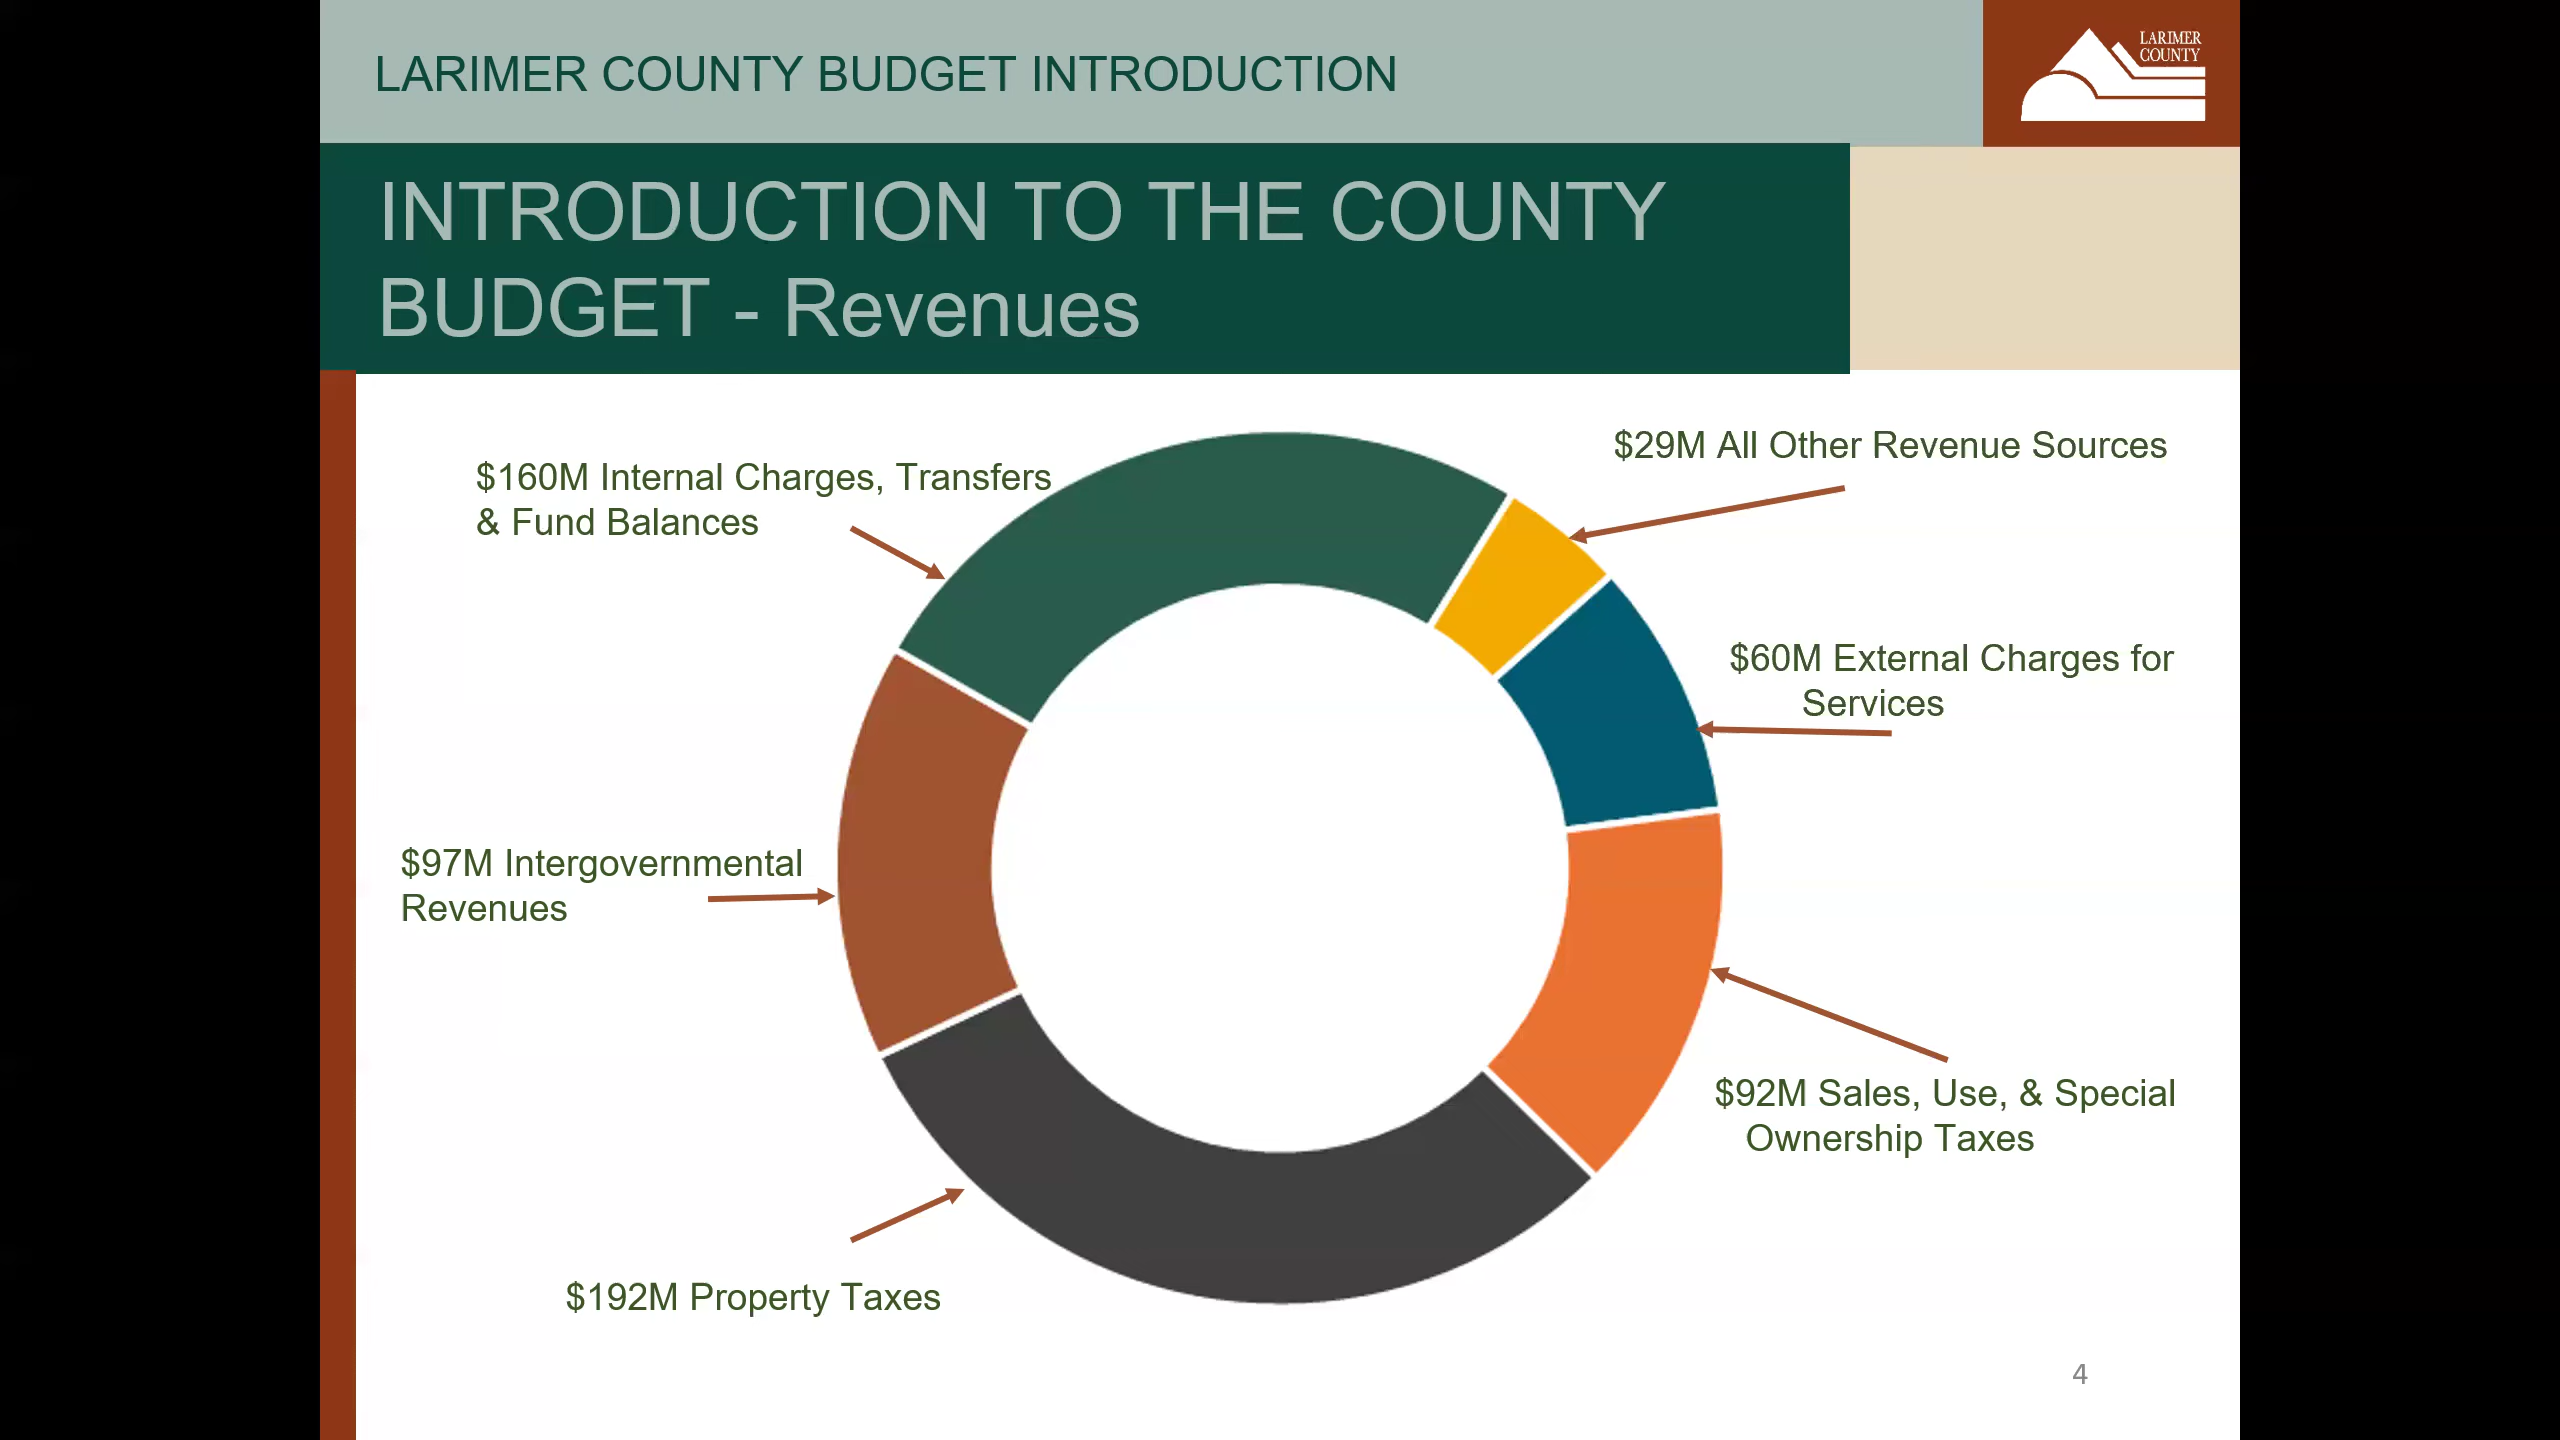 LARIMER COUNTY BUDGET INTRODUCTION
LARIMER
COUNTY
INTRODUCTION TO THE COUNTY
BUDGET - Revenues
$160M Internal Charges, Transfers
& Fund Balances
$29M All Other Revenue Sources
$60M External Charges for
Services
$97M Intergovernmental
Revenues
$92M Sales, Use, & Special
Ownership Taxes
$192M Property Taxes
4